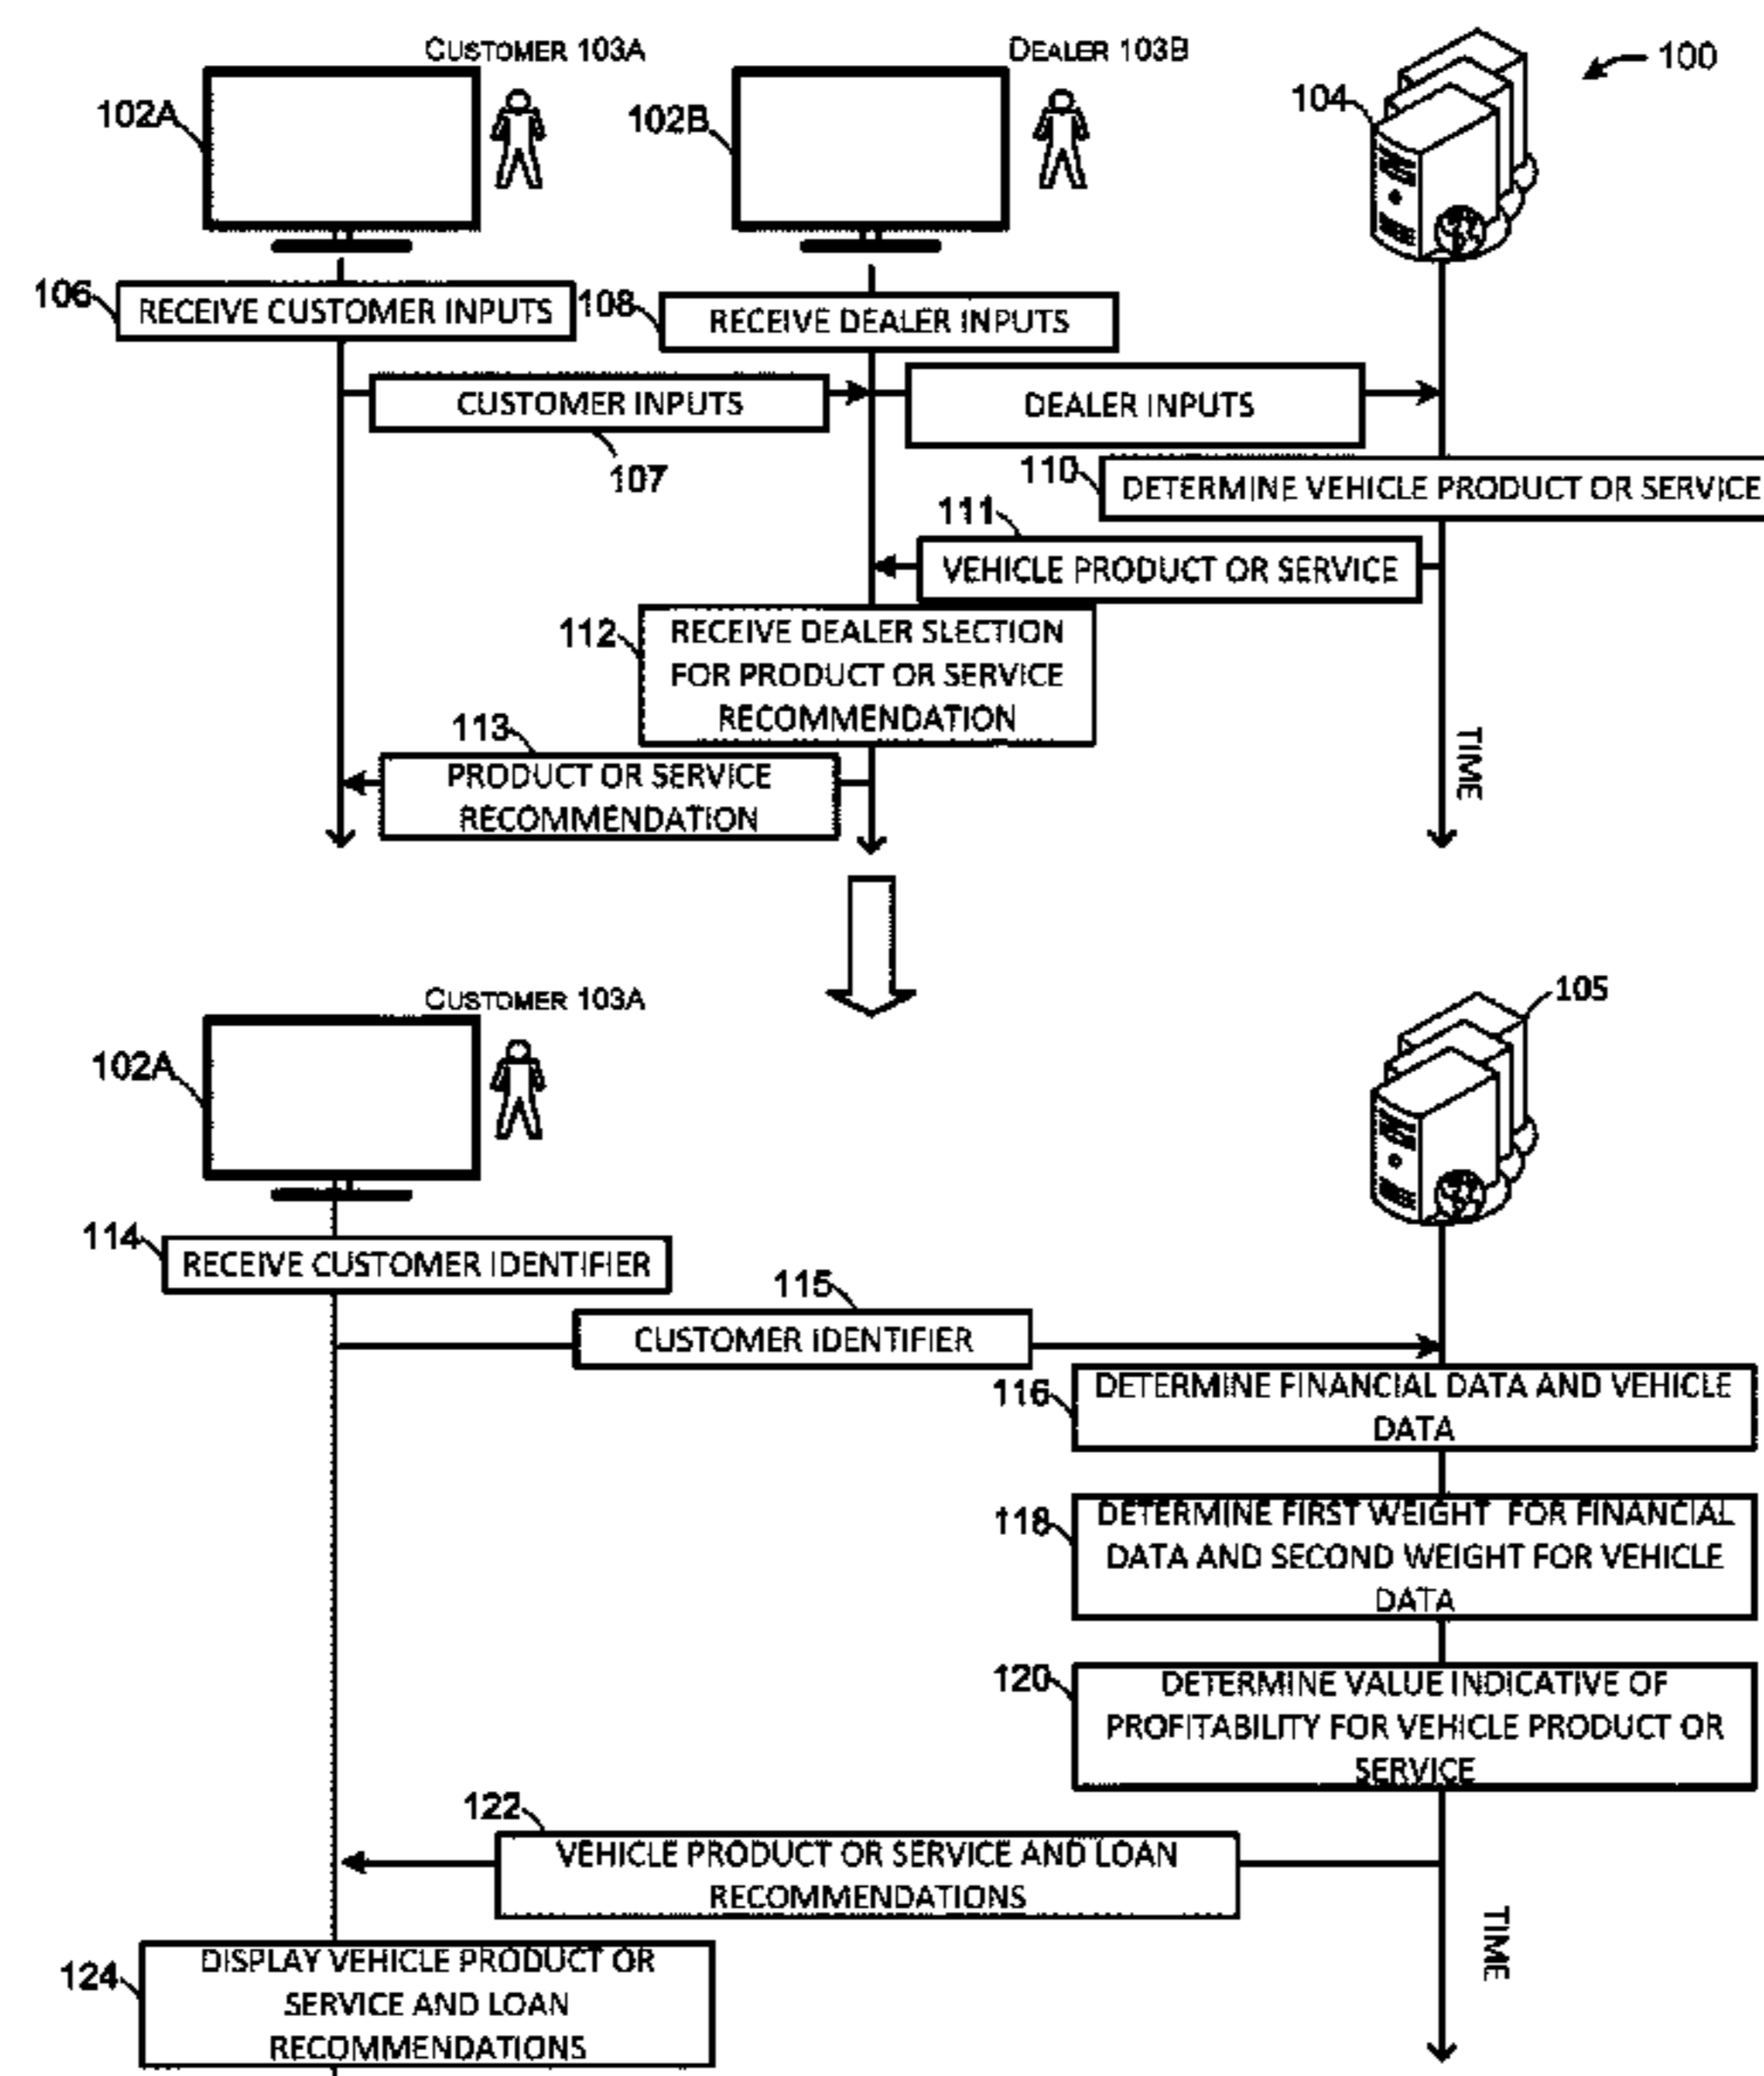 CUSTOMER 103A
DEALER 103B
100
102A
102B
104
106
RECEIVE CUSTOMER INPUTS
108
RECEIVE DEALER INPUTS
CUSTOMER INPUTS
DEALER INPUTS
107
110
DETERMINE VEHICLE PRODUCT OR SERVICE
111
VEHICLE PRODUCT OR SERVICE
112
RECEIVE DEALER SLECTION
FOR PRODUCT OR SERVICE
RECOMMENDATION
113
PRODUCT OR SERVICE
RECOMMENDATION
TIME
CUSTOMER 103A
102A
105
114
RECEIVE CUSTOMER IDENTIFIER
115
CUSTOMER IDENTIFIER
116
DETERMINE FINANCIAL DATA AND VEHICLE
DATA
118
DETERMINE FIRST WEIGHT FOR FINANCIAL
DATA AND SECOND WEIGHT FOR VEHICLE
DATA
120
DETERMINE VALUE INDICATIVE OF
PROFITABILITY FOR VEHICLE PRODUCT OR
SERVICE
122
VEHICLE PRODUCT OR SERVICE AND LOAN
RECOMMENDATIONS
TIME
124
DISPLAY VEHICLE PRODUCT OR
SERVICE AND LOAN
RECOMMENDATIONS